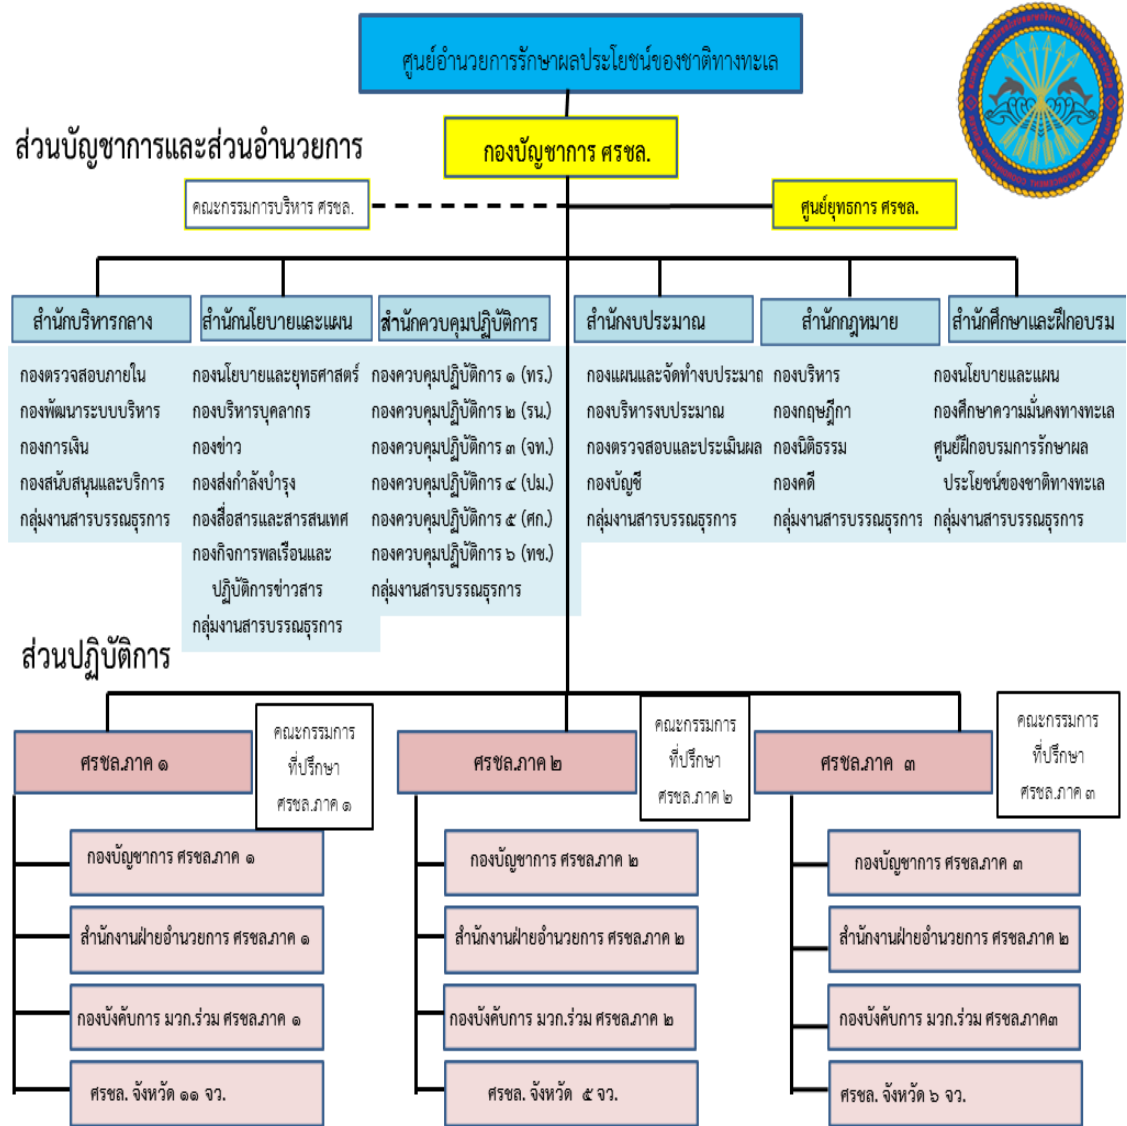 ศูนย์อำนวยการรักษาผลประโยชน์ของชาติทางทะเล
ส่วนบัญชาการและส่วนอำนวยการ
กองบัญชาการ ศรชล.
คณะกรรมการบริหาร ศรชล.
ศูนย์ยุทธการ ศรชล.
สำนักบริหารกลาง
กองตรวจสอบภายใน
กองพัฒนาระบบบริหาร
กองการเงิน
กองสนับสนุนและบริการ
กลุ่มงานสารบรรณธุรการ
สำนักนโยบายและแผน
กองนโยบายและยุทธศาสตร์
กองบริหารบุคลากร
กองข่าว
กองส่งกำลังบำรุง
กองสื่อสารและสารสนเทศ
กองกิจการพลเรือนและ
ปฏิบัติการข่าวสาร
กลุ่มงานสารบรรณธุรการ
สำนักควบคุมปฏิบัติการ
กองควบคุมปฏิบัติการ ๑ (ทร.)
กองควบคุมปฏิบัติการ ๒ (รน.)
กองควบคุมปฏิบัติการ ๓ (จท.)
กองควบคุมปฏิบัติการ ๔ (ปม.)
กองควบคุมปฏิบัติการ ๕ (ศก.)
กองควบคุมปฏิบัติการ ๖ (ทช.)
กลุ่มงานสารบรรณธุรการ
สำนักงบประมาณ
กองแผนและจัดทำงบประมาณ
กองบริหารงบประมาณ
กองตรวจสอบและประเมินผล
กองบัญชี
กลุ่มงานสารบรรณธุรการ
สำนักกฎหมาย
กองบริหาร
กองกฤษฎีกา
กองนิติธรรม
กองคดี
กลุ่มงานสารบรรณธุรการ
สำนักศึกษาและฝึกอบรม
กองนโยบายและแผน
กองศึกษาความมั่นคงทางทะเล
ศูนย์ฝึกอบรมการรักษาผล
ประโยชน์ของชาติทางทะเล
กลุ่มงานสารบรรณธุรการ
ส่วนปฏิบัติการ
ศรชล.ภาค ๑
คณะกรรมการ
ที่ปรึกษา
ศรชล.ภาค ๑
กองบัญชาการ ศรชล.ภาค ๑
สำนักงานฝ่ายอำนวยการ ศรชล.ภาค ๑
กองบังคับการ มวก.ร่วม ศรชล.ภาค ๑
ศรชล. จังหวัด ๑๑ จว.
ศรชล.ภาค ๒
คณะกรรมการ
ที่ปรึกษา
ศรชล.ภาค ๒
กองบัญชาการ ศรชล.ภาค ๒
สำนักงานฝ่ายอำนวยการ ศรชล.ภาค ๒
กองบังคับการ มวก.ร่วม ศรชล.ภาค ๒
ศรชล. จังหวัด ๕ จว.
ศรชล.ภาค ๓
คณะกรรมการ
ที่ปรึกษา
ศรชล.ภาค ๓
กองบัญชาการ ศรชล.ภาค ๓
สำนักงานฝ่ายอำนวยการ ศรชล.ภาค ๒
กองบังคับการ มวก.ร่วม ศรชล.ภาค๓
ศรชล. จังหวัด ๖ จว.